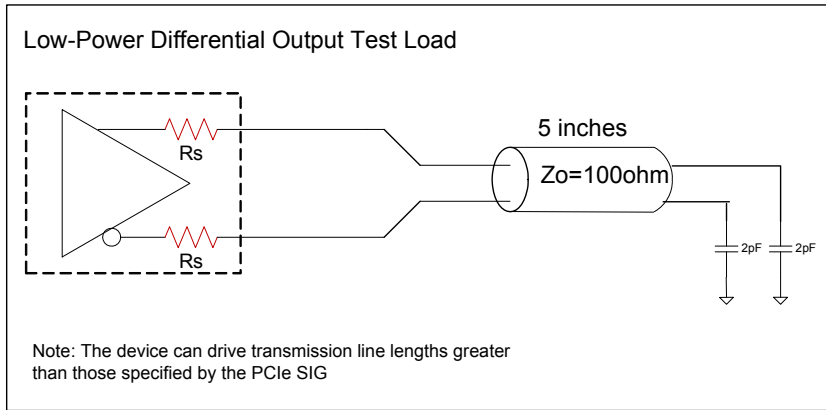 Low-Power Differential Output Test Load
Rs
Rs
5 inches
Zo=100ohm
2pF
2pF
Note: The device can drive transmission line lengths greater
than those specified by the PCIe SIG